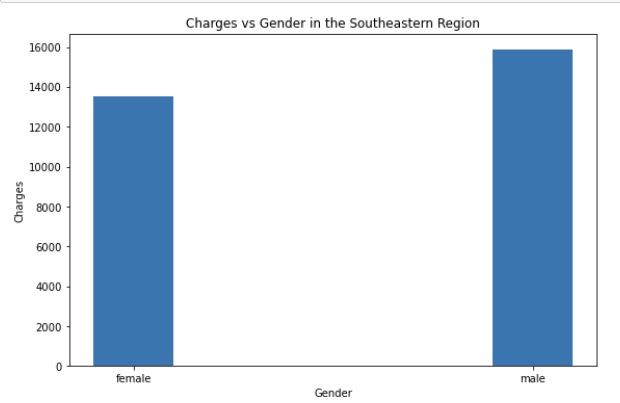 Charges vs Gender in the Southeastern Region
16000
14000
12000
10000
8000
6000
4000
2000
0
Charges
female
male
Gender